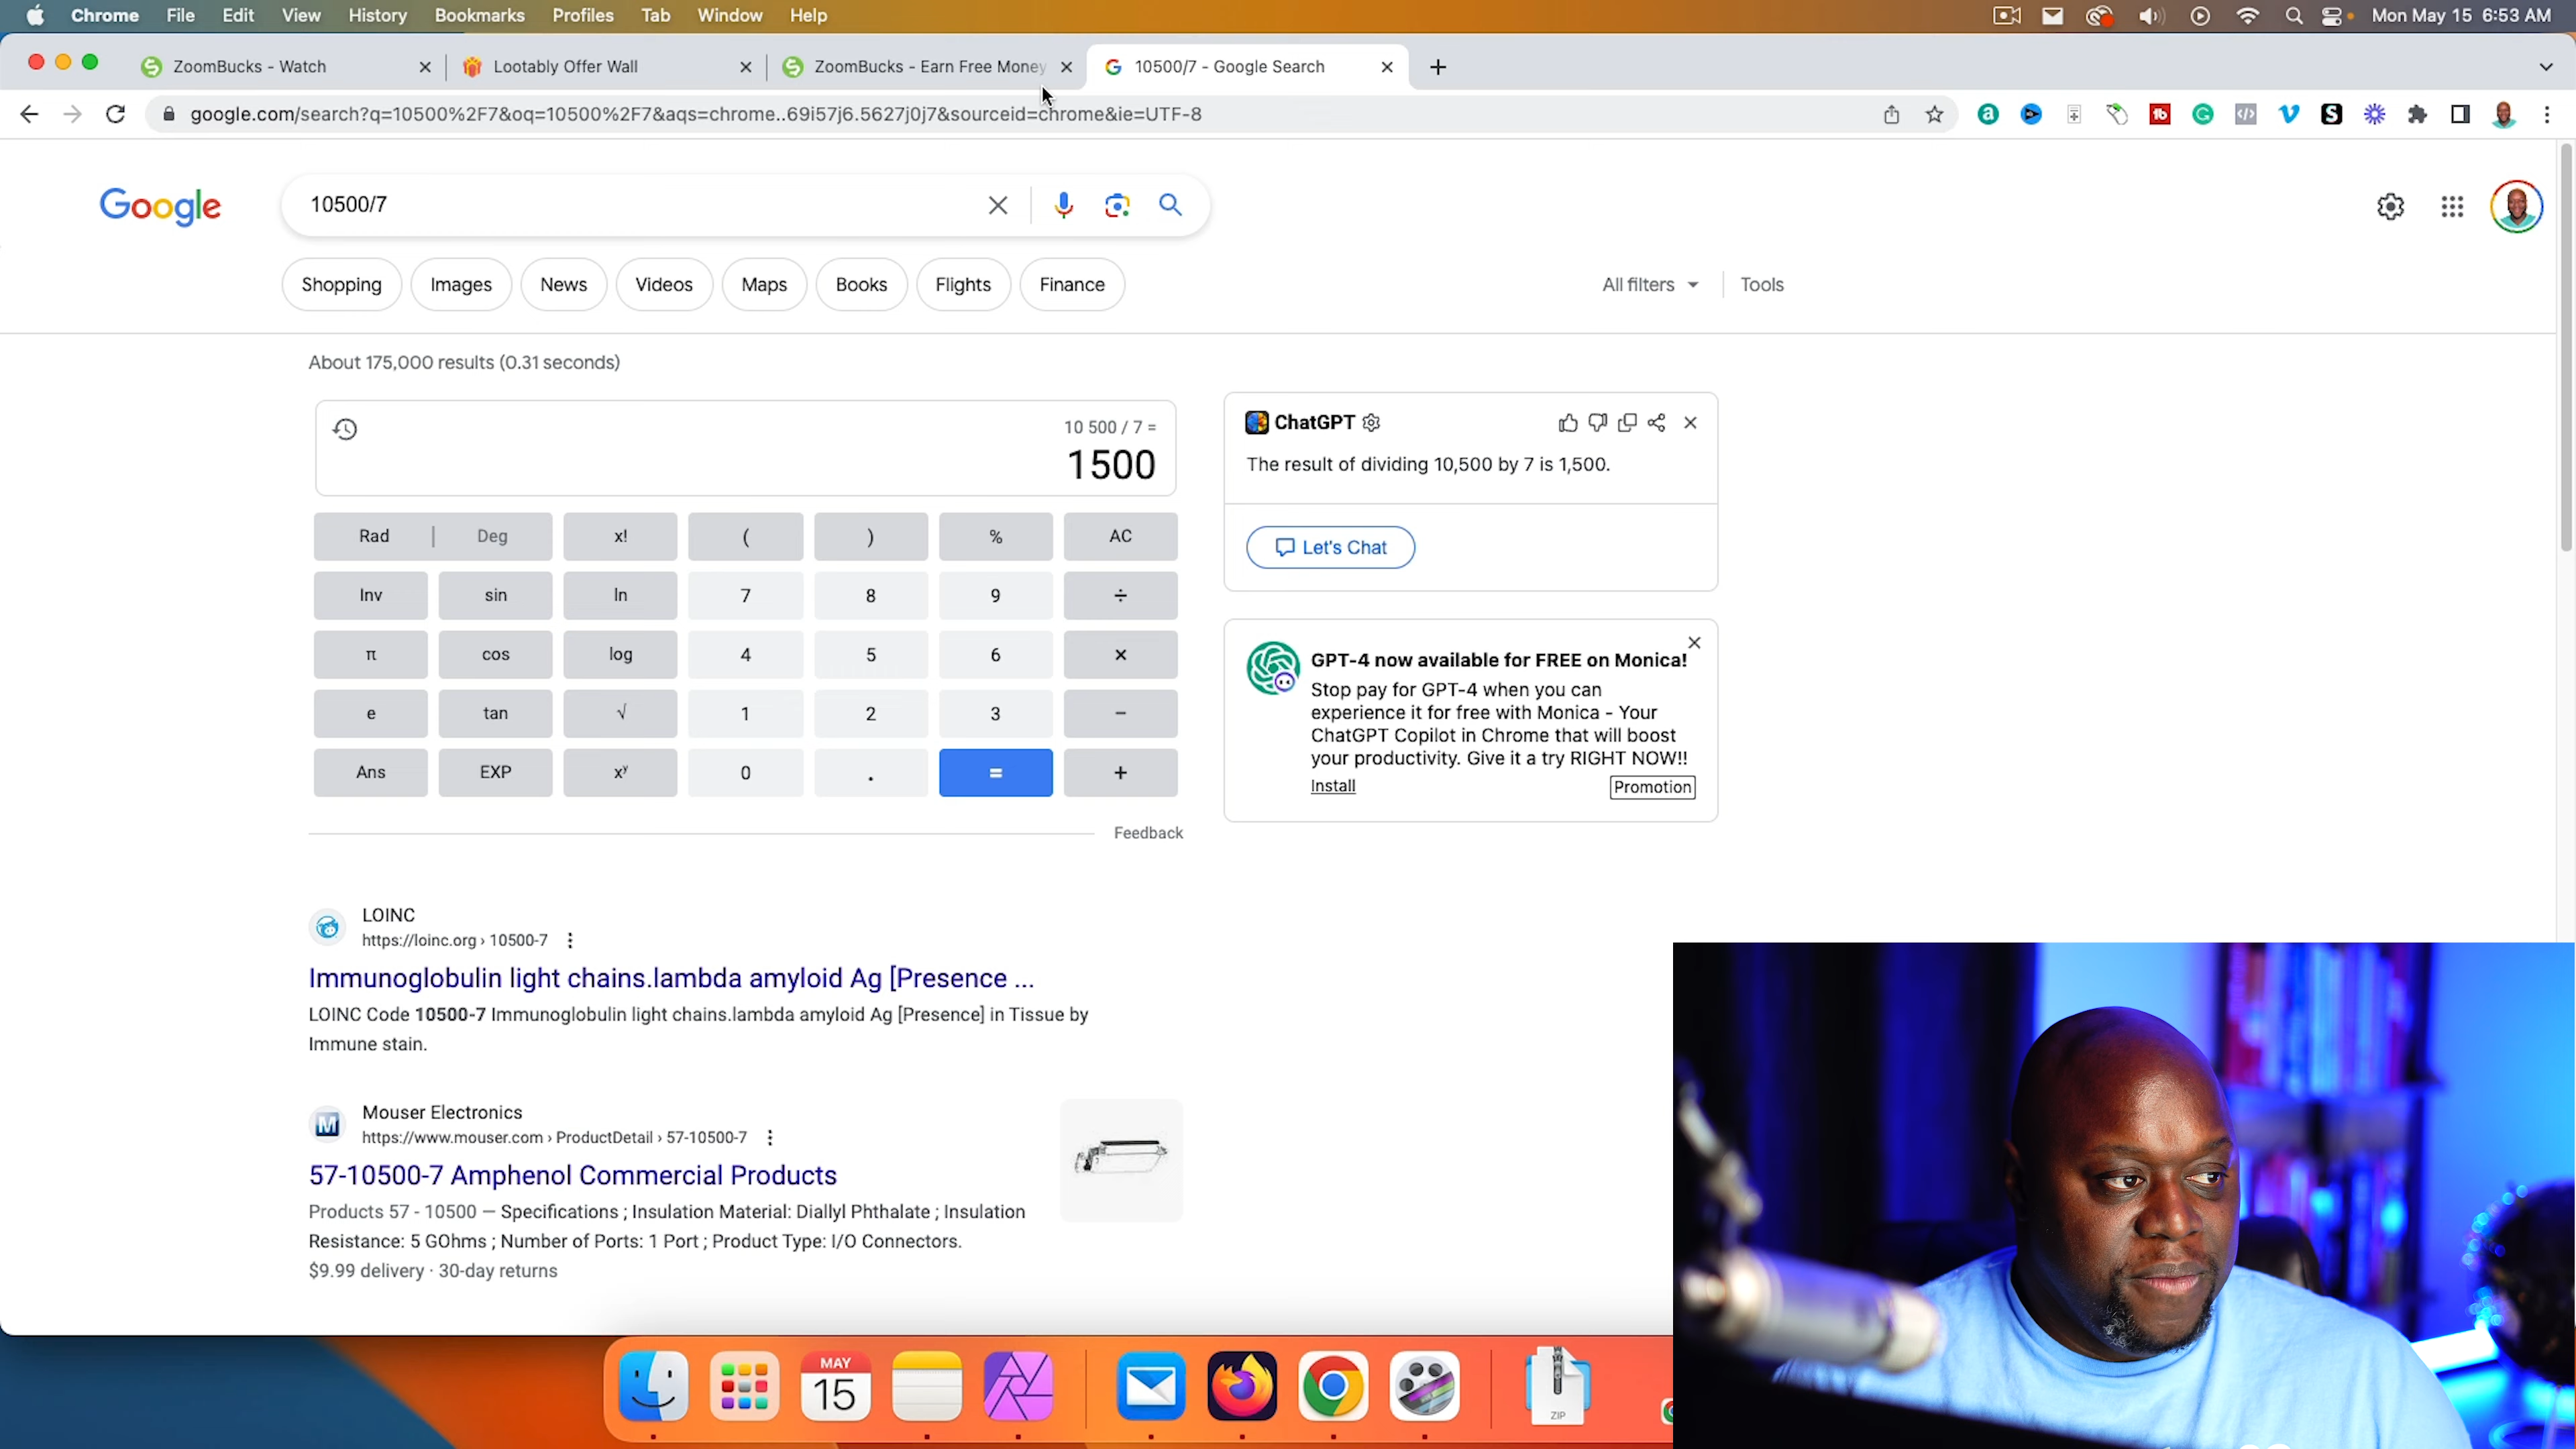 Chrome File Edit View History Bookmarks Profiles Tab Window Help
Mon May 15 6:53 AM
ZoomBucks - Watch
Lootably Offer Wall
ZoomBucks - Earn Free Money
10500/7 - Google Search
google.com/search?q=10500%2F7&oq=10500%2F7&aqs=chrome..69i57j6.5627j0j7&sourceid=chrome&ie=UTF-8
Google
10500/7
Shopping Images News Videos Maps Books Flights Finance
All filters Tools
About 175,000 results (0.31 seconds)
10 500 / 7 =
1500
Rad | Deg x! ( ) % AC
Inv sin ln 7 8 9 ÷
π cos log 4 5 6 ×
e tan √ 1 2 3 −
Ans EXP xʸ 0 . = +
Feedback
ChatGPT
The result of dividing 10,500 by 7 is 1,500.
Let's Chat
GPT-4 now available for FREE on Monica!
Stop pay for GPT-4 when you can
experience it for free with Monica - Your
ChatGPT Copilot in Chrome that will boost
your productivity. Give it a try RIGHT NOW!!
Install
Promotion
LOINC
https://loinc.org › 10500-7
Immunoglobulin light chains.lambda amyloid Ag [Presence ...
LOINC Code 10500-7 Immunoglobulin light chains.lambda amyloid Ag [Presence] in Tissue by
Immune stain.
M
Mouser Electronics
https://www.mouser.com › ProductDetail › 57-10500-7
57-10500-7 Amphenol Commercial Products
Products 57 - 10500 — Specifications ; Insulation Material: Diallyl Phthalate ; Insulation
Resistance: 5 GOhms ; Number of Ports: 1 Port ; Product Type: I/O Connectors.
$9.99 delivery · 30-day returns
MAY
15
ZIP